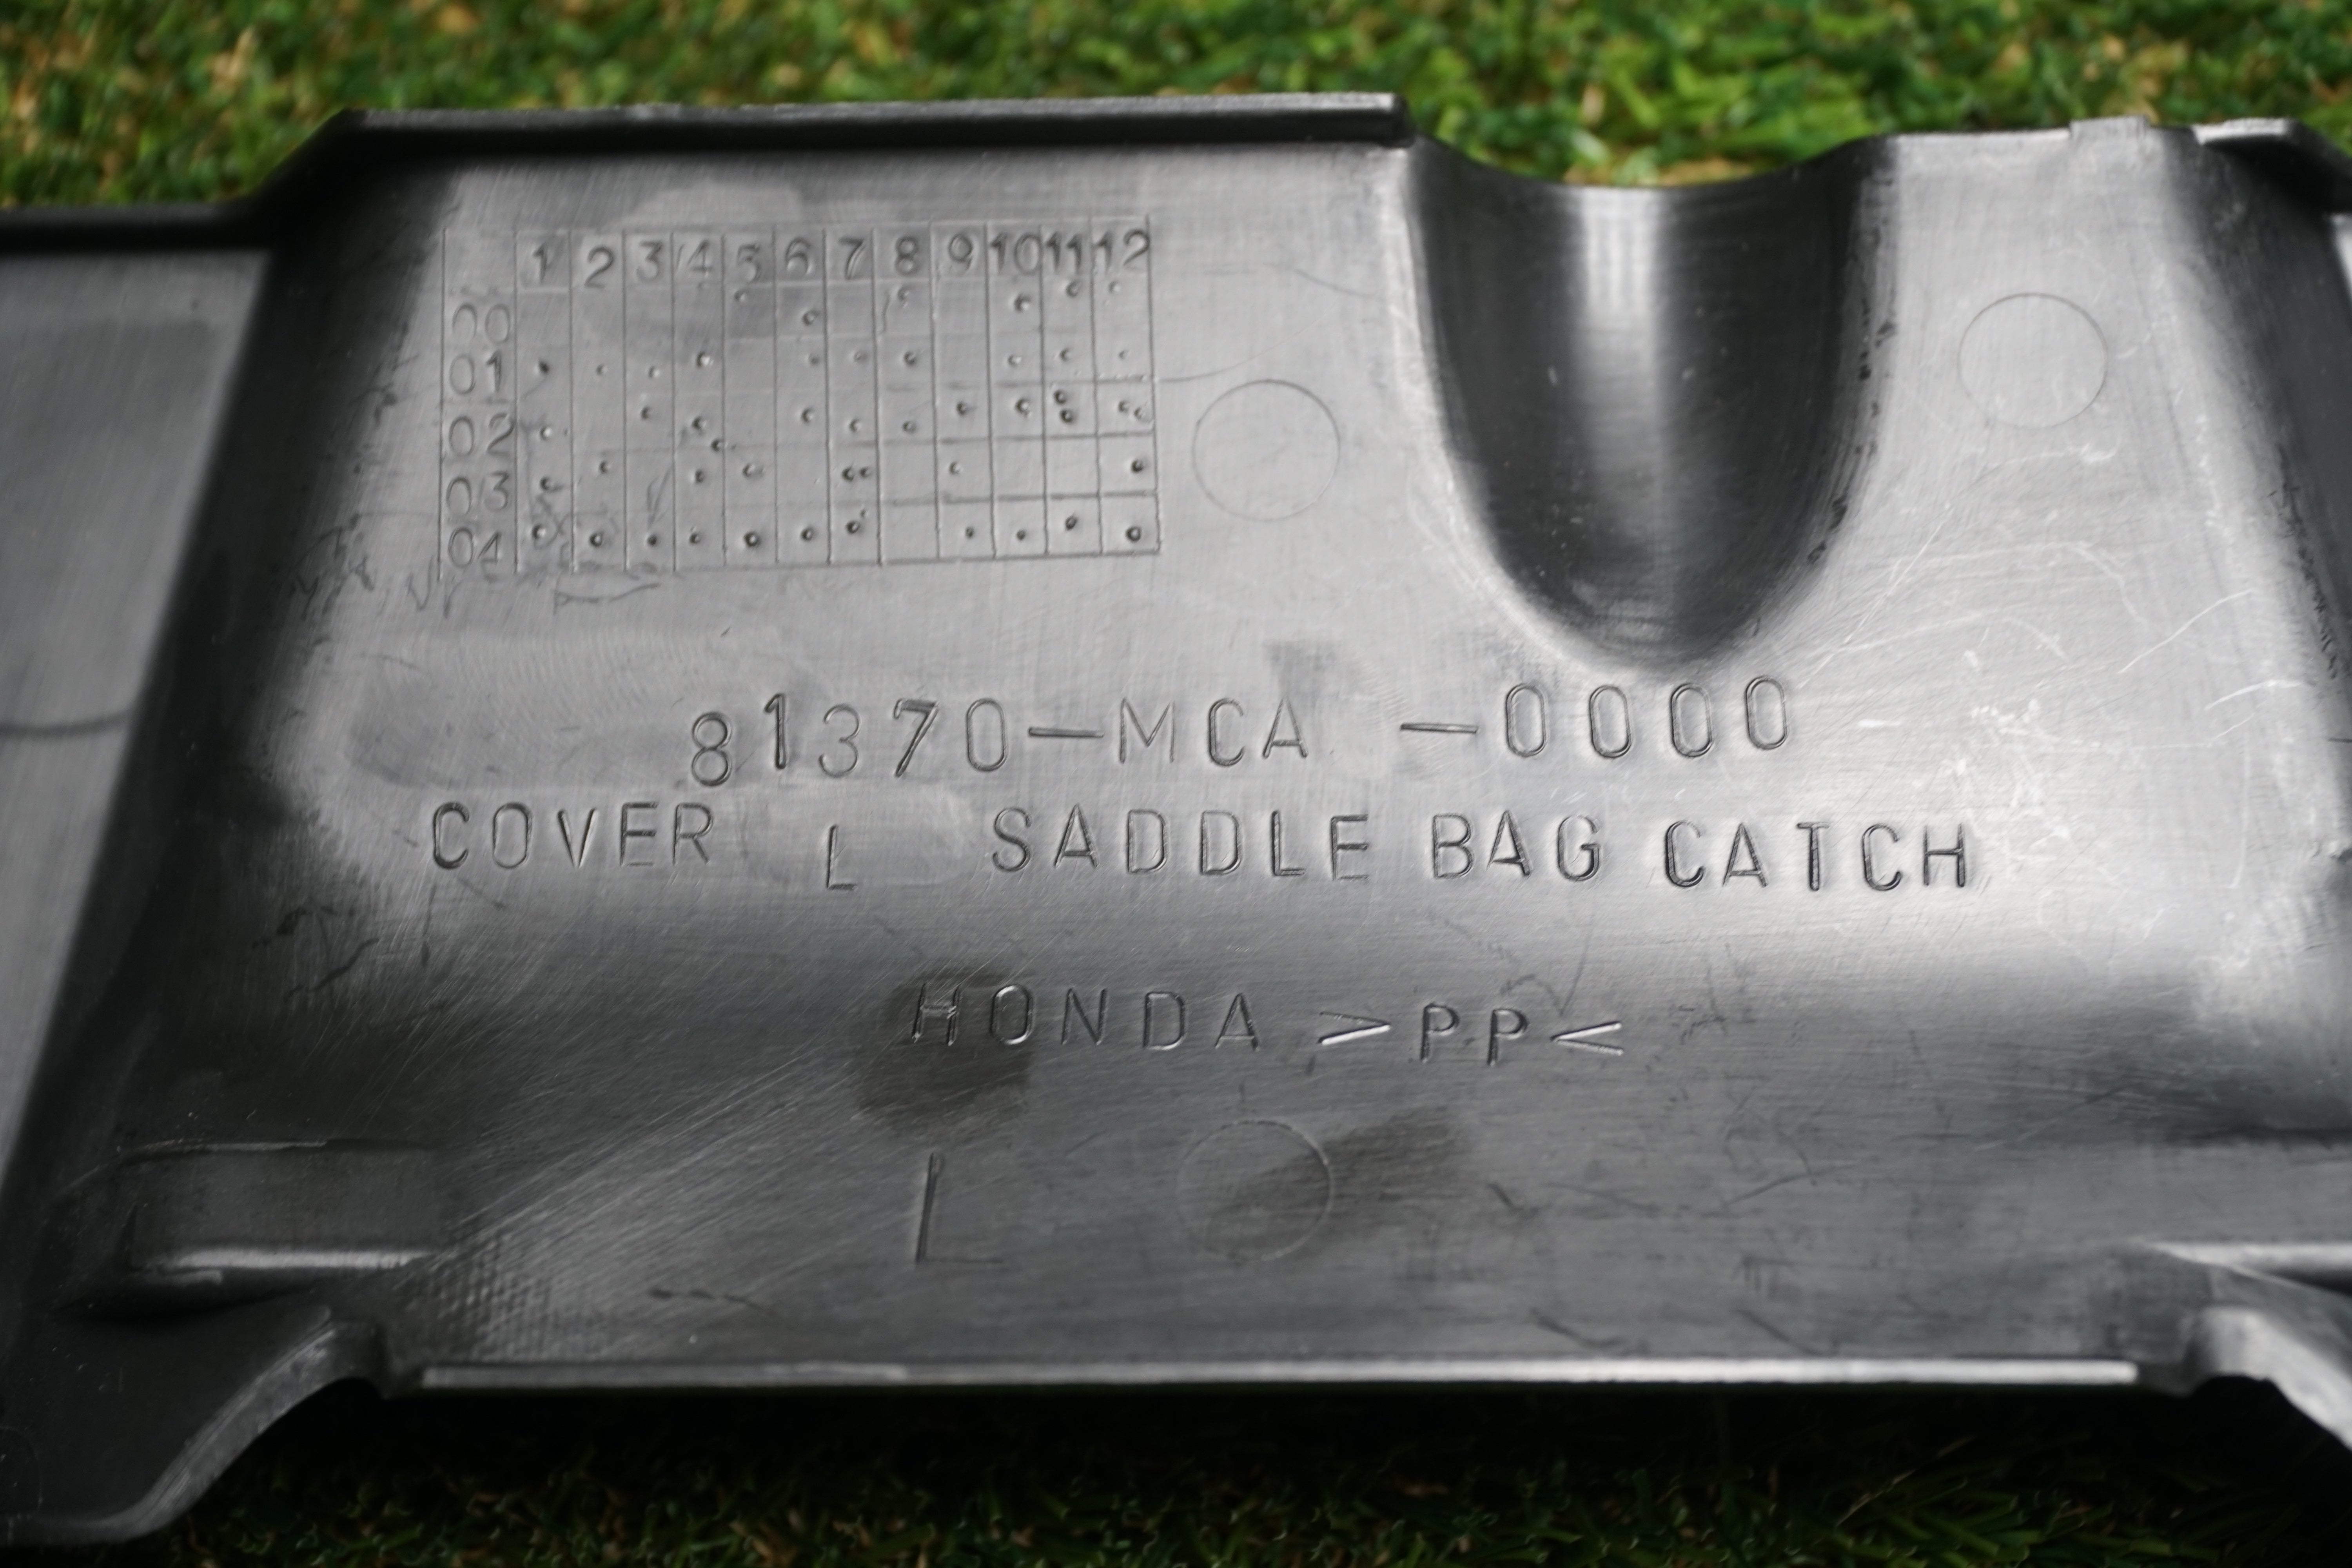 1 2 3 4 5 6 7 8 9 10 11 12
00
01
02
03
04
81370-MCA -0000
COVER L SADDLE BAG CATCH
HONDA >PP<
L